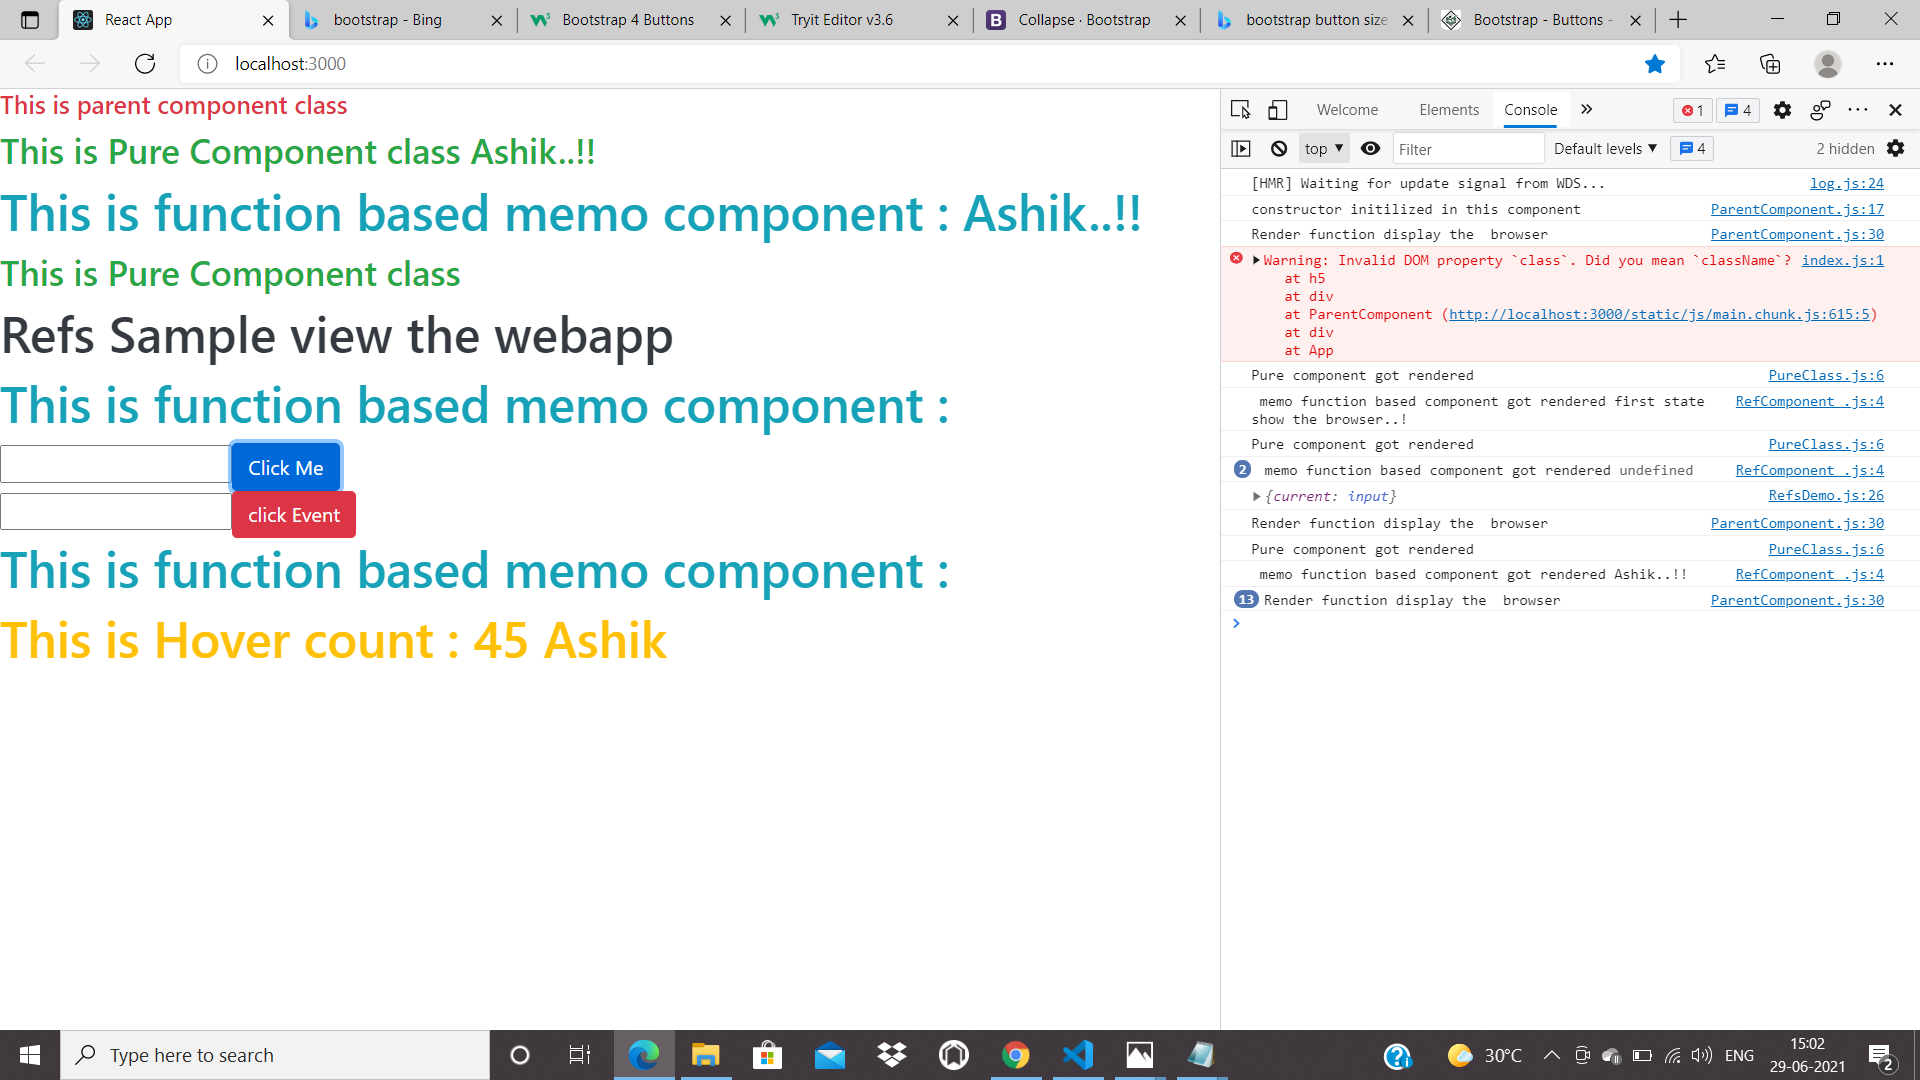 React App
bootstrap - Bing
Bootstrap 4 Buttons
Tryit Editor v3.6
Collapse · Bootstrap
bootstrap button size
Bootstrap - Buttons -
localhost:3000
This is parent component class
This is Pure Component class Ashik..!!
This is function based memo component : Ashik..!!
This is Pure Component class
Refs Sample view the webapp
This is function based memo component :
Click Me
click Event
This is function based memo component :
This is Hover count : 45 Ashik
Welcome Elements Console 1 4
top Filter Default levels 4 2 hidden
[HMR] Waiting for update signal from WDS... log.js:24
constructor initilized in this component ParentComponent.js:17
Render function display the  browser ParentComponent.js:30
Warning: Invalid DOM property `class`. Did you mean `className`? index.js:1
at h5
at div
at ParentComponent (http://localhost:3000/static/js/main.chunk.js:615:5)
at div
at App
Pure component got rendered PureClass.js:6
memo function based component got rendered first state RefComponent .js:4
show the browser..!
Pure component got rendered PureClass.js:6
2 memo function based component got rendered undefined RefComponent .js:4
{current: input} RefsDemo.js:26
Render function display the  browser ParentComponent.js:30
Pure component got rendered PureClass.js:6
memo function based component got rendered Ashik..!! RefComponent .js:4
13 Render function display the  browser ParentComponent.js:30
Type here to search
30°C
ENG
15:02
29-06-2021
2